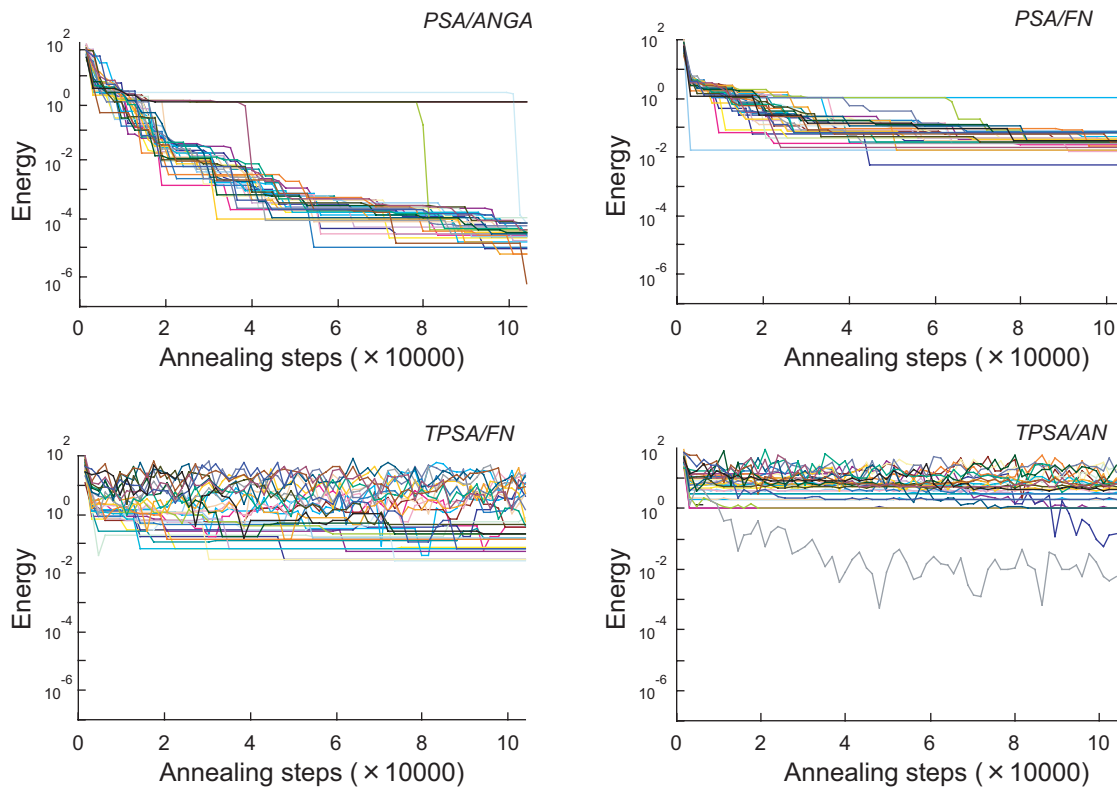 PSA/ANGA
10^2
10^0
10^-2
10^-4
10^-6
Energy
0 2 4 6 8 10
Annealing steps (×10000)
PSA/FN
10^2
10^0
10^-2
10^-4
10^-6
Energy
0 2 4 6 8 10
Annealing steps (×10000)
TPSA/FN
10^2
10^0
10^-2
10^-4
10^-6
Energy
0 2 4 6 8 10
Annealing steps (×10000)
TPSA/AN
10^2
10^0
10^-2
10^-4
10^-6
Energy
0 2 4 6 8 10
Annealing steps (×10000)